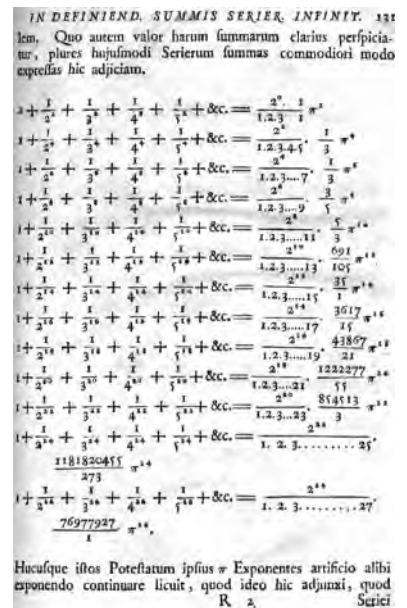 IN DEFINIEND. SUMMIS SERIER. INFINIT. 131
lem. Quo autem valor harum ſummarum clarius perſpicia-
tur, plures hujuſmodi Serierum ſummas commodiori modo
expreſſas hic adjiciam.
1 + 1/2² + 1/3² + 1/4² + 1/5² + &c. = 2⁰/1.2.3 . 1/1 π²
1 + 1/2⁴ + 1/3⁴ + 1/4⁴ + 1/5⁴ + &c. = 2²/1.2.3.4.5 . 1/3 π⁴
1 + 1/2⁶ + 1/3⁶ + 1/4⁶ + 1/5⁶ + &c. = 2⁴/1.2.3...7 . 1/3 π⁶
1 + 1/2⁸ + 1/3⁸ + 1/4⁸ + 1/5⁸ + &c. = 2⁶/1.2.3...9 . 3/5 π⁸
1 + 1/2¹⁰ + 1/3¹⁰ + 1/4¹⁰ + 1/5¹⁰ + &c. = 2⁸/1.2.3.....11 . 5/3 π¹⁰
1 + 1/2¹² + 1/3¹² + 1/4¹² + 1/5¹² + &c. = 2¹⁰/1.2.3.....13 . 691/105 π¹²
1 + 1/2¹⁴ + 1/3¹⁴ + 1/4¹⁴ + 1/5¹⁴ + &c. = 2¹²/1.2.3.....15 . 35/1 π¹⁴
1 + 1/2¹⁶ + 1/3¹⁶ + 1/4¹⁶ + 1/5¹⁶ + &c. = 2¹⁴/1.2.3.....17 . 3617/15 π¹⁶
1 + 1/2¹⁸ + 1/3¹⁸ + 1/4¹⁸ + 1/5¹⁸ + &c. = 2¹⁶/1.2.3.....19 . 43867/21 π¹⁸
1 + 1/2²⁰ + 1/3²⁰ + 1/4²⁰ + 1/5²⁰ + &c. = 2¹⁸/1.2.3.....21 . 1222277/55 π²⁰
1 + 1/2²² + 1/3²² + 1/4²² + 1/5²² + &c. = 2²⁰/1.2.3...23 . 854513/3 π²²
1 + 1/2²⁴ + 1/3²⁴ + 1/4²⁴ + 1/5²⁴ + &c. = 2²²/1. 2. 3.........25 .
1181820455/273 π²⁴
1 + 1/2²⁶ + 1/3²⁶ + 1/4²⁶ + 1/5²⁶ + &c. = 2²⁴/1. 2. 3.........27 .
76977927/1 π²⁶.
Hucuſque iſtos Poteſtatum ipſius π Exponentes artificio alibi
exponendo continuare licuit, quod ideo hic adjunxi, quod
R 2 Seriei